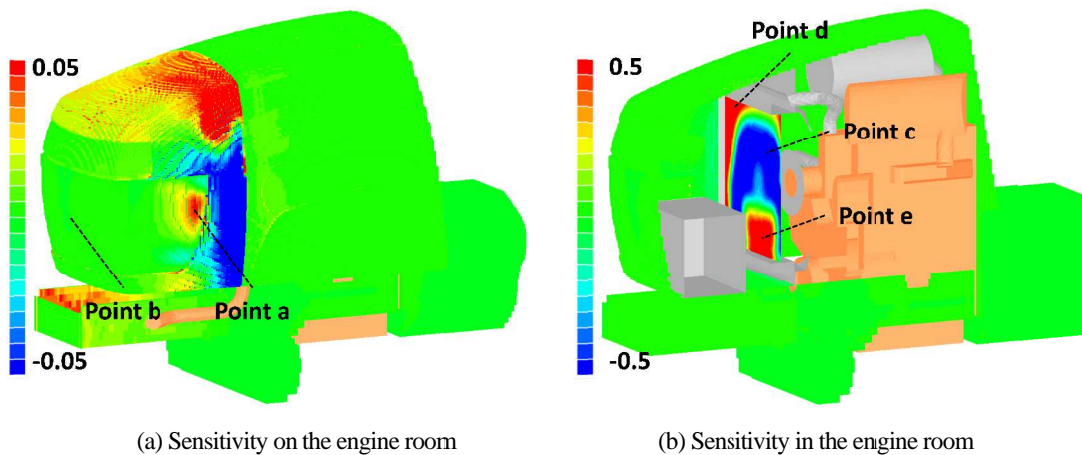 0.05
-0.05
Point b
Point a
0.5
-0.5
Point d
Point c
Point e
(a) Sensitivity on the engine room
(b) Sensitivity in the engine room